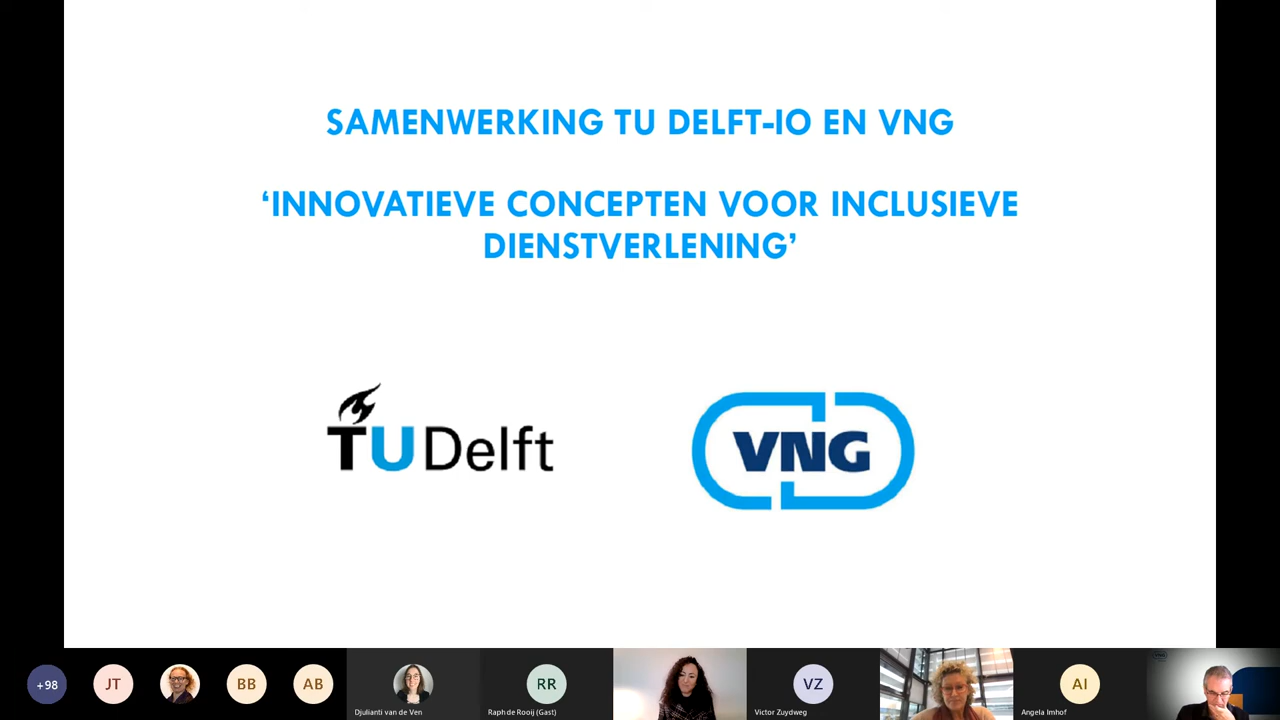 SAMENWERKING TU DELFT-IO EN VNG
‘INNOVATIEVE CONCEPTEN VOOR INCLUSIEVE
DIENSTVERLENING’
TU Delft
VNG
+98
JT
BB
AB
Djulianti van de Ven
RR
Raph de Rooij (Gast)
VZ
Victor Zuydweg
AI
Angela Imhof
VNG